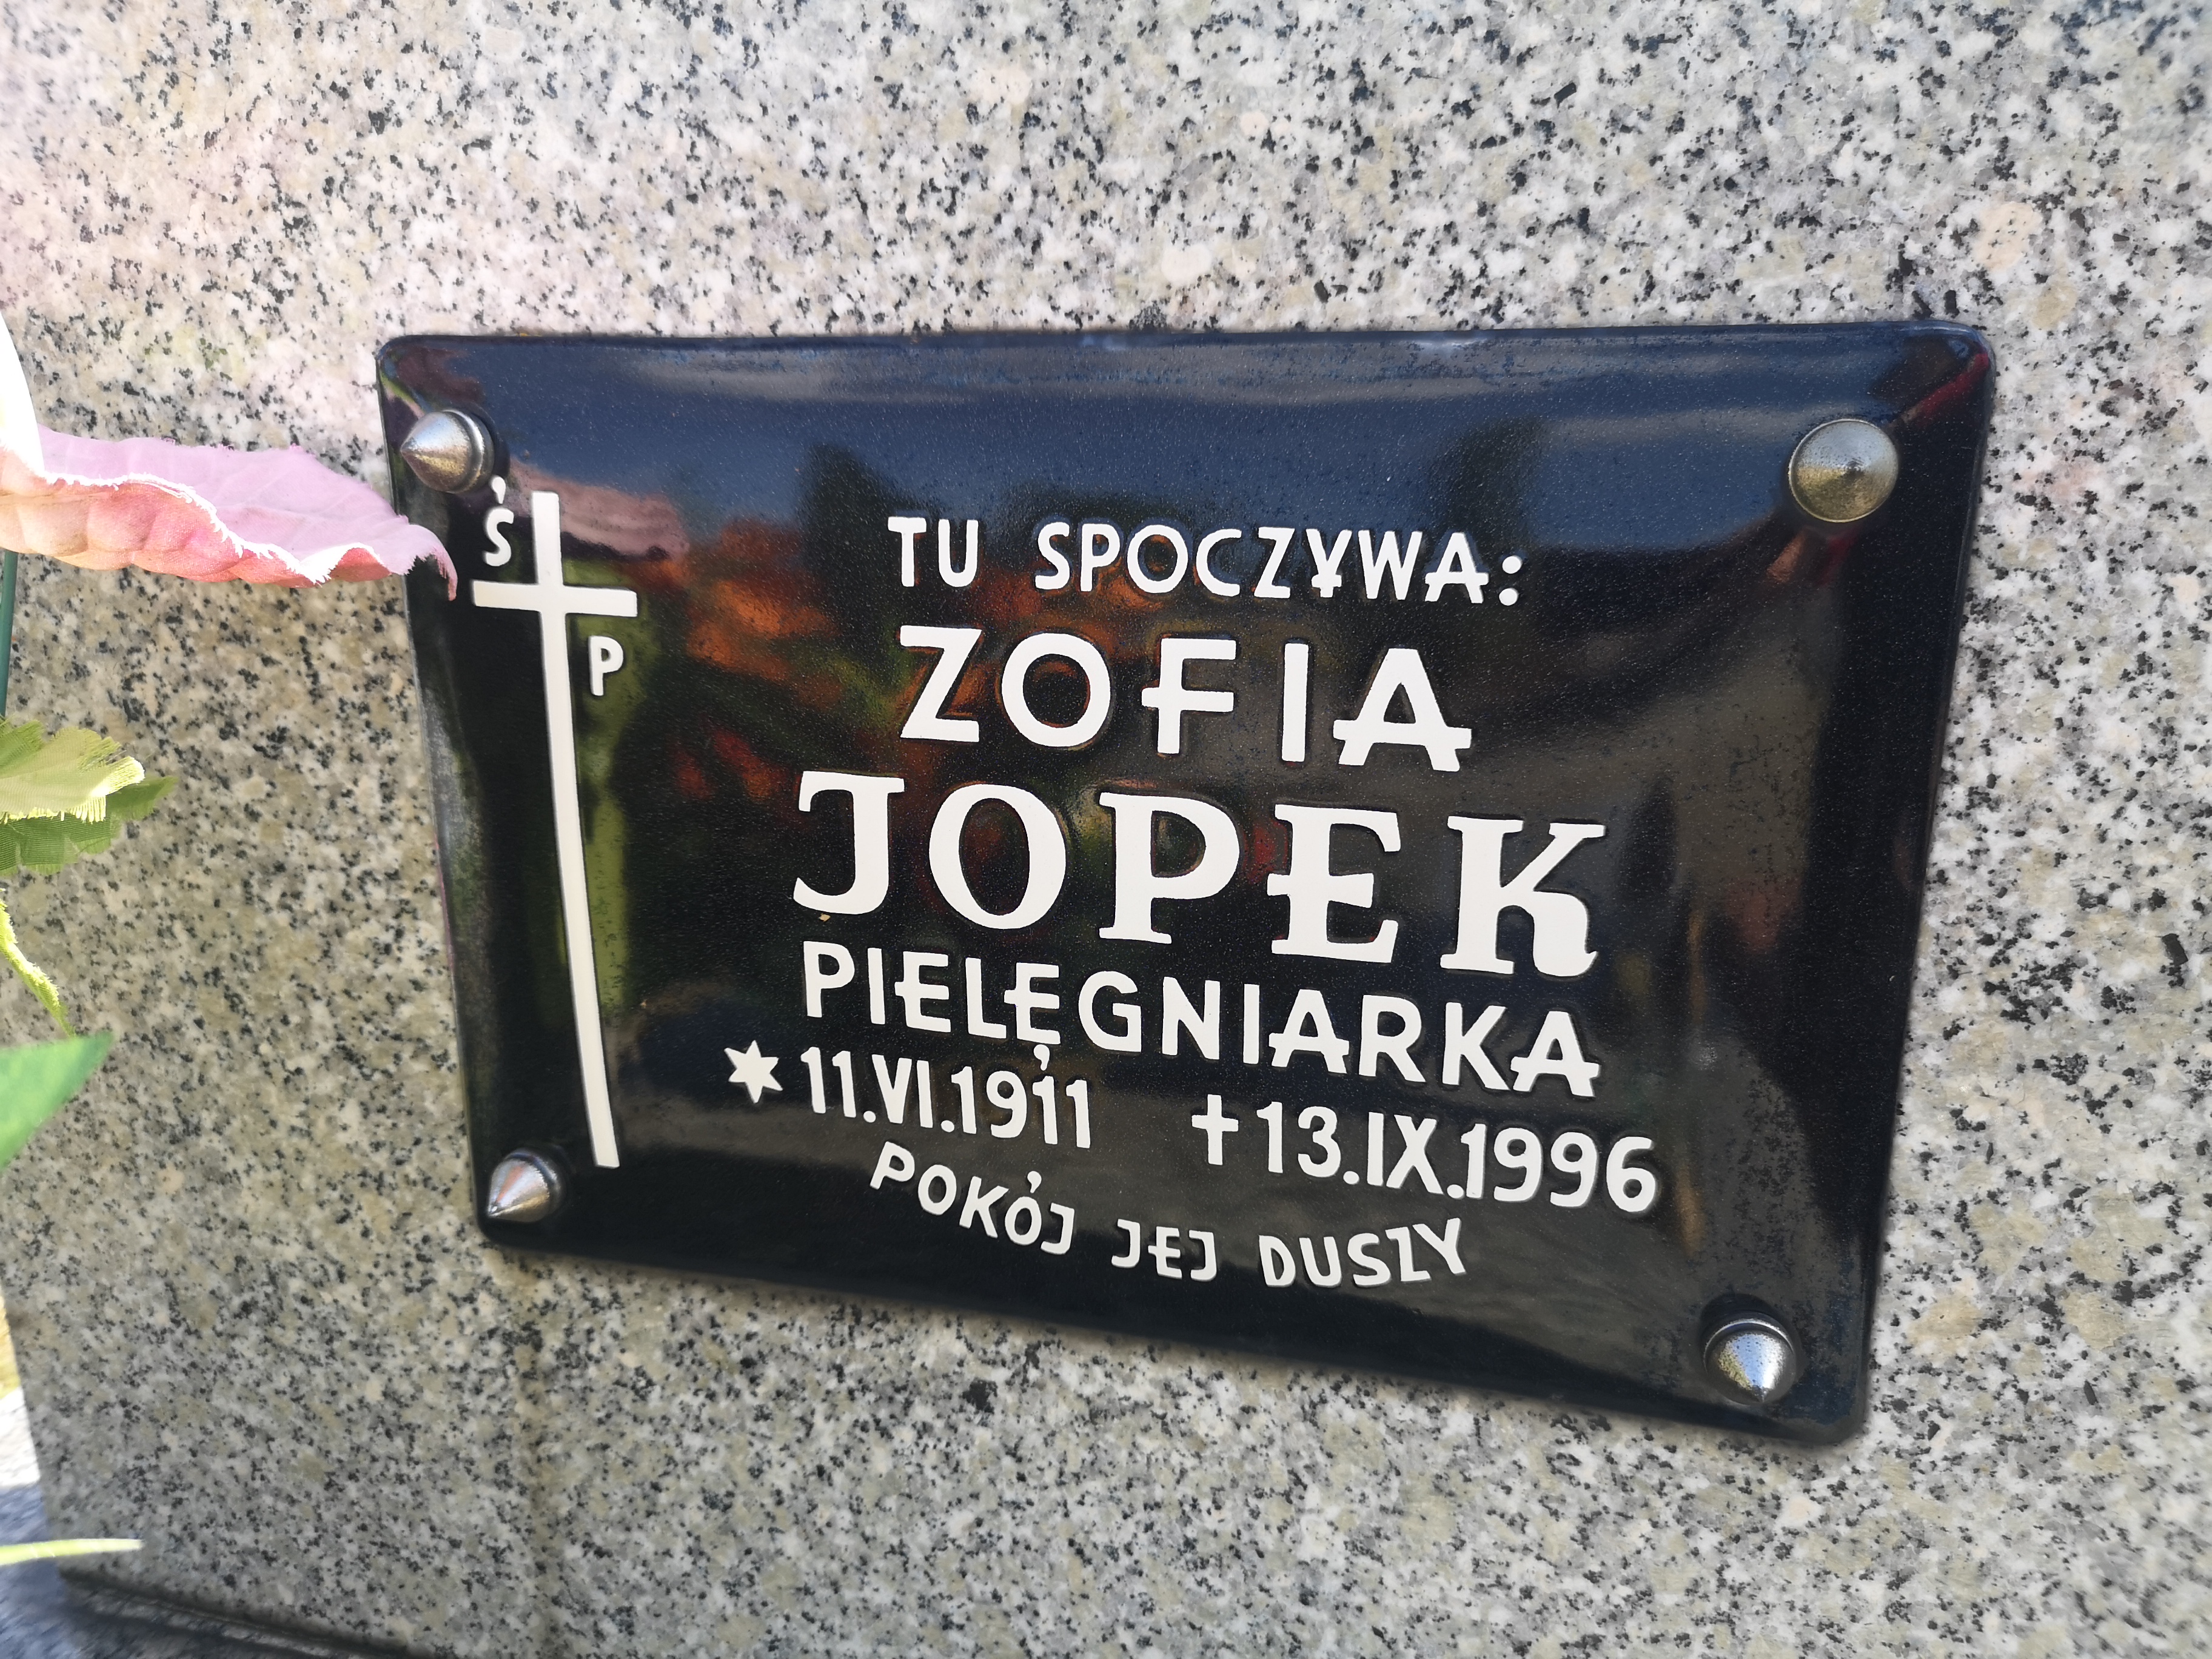 Ś P
TU SPOCZYWA:
ZOFIA
JOPEK
PIELĘGNIARKA
✶ 11.VI.1911 ✝ 13.IX.1996
POKÓJ JEJ DUSZY